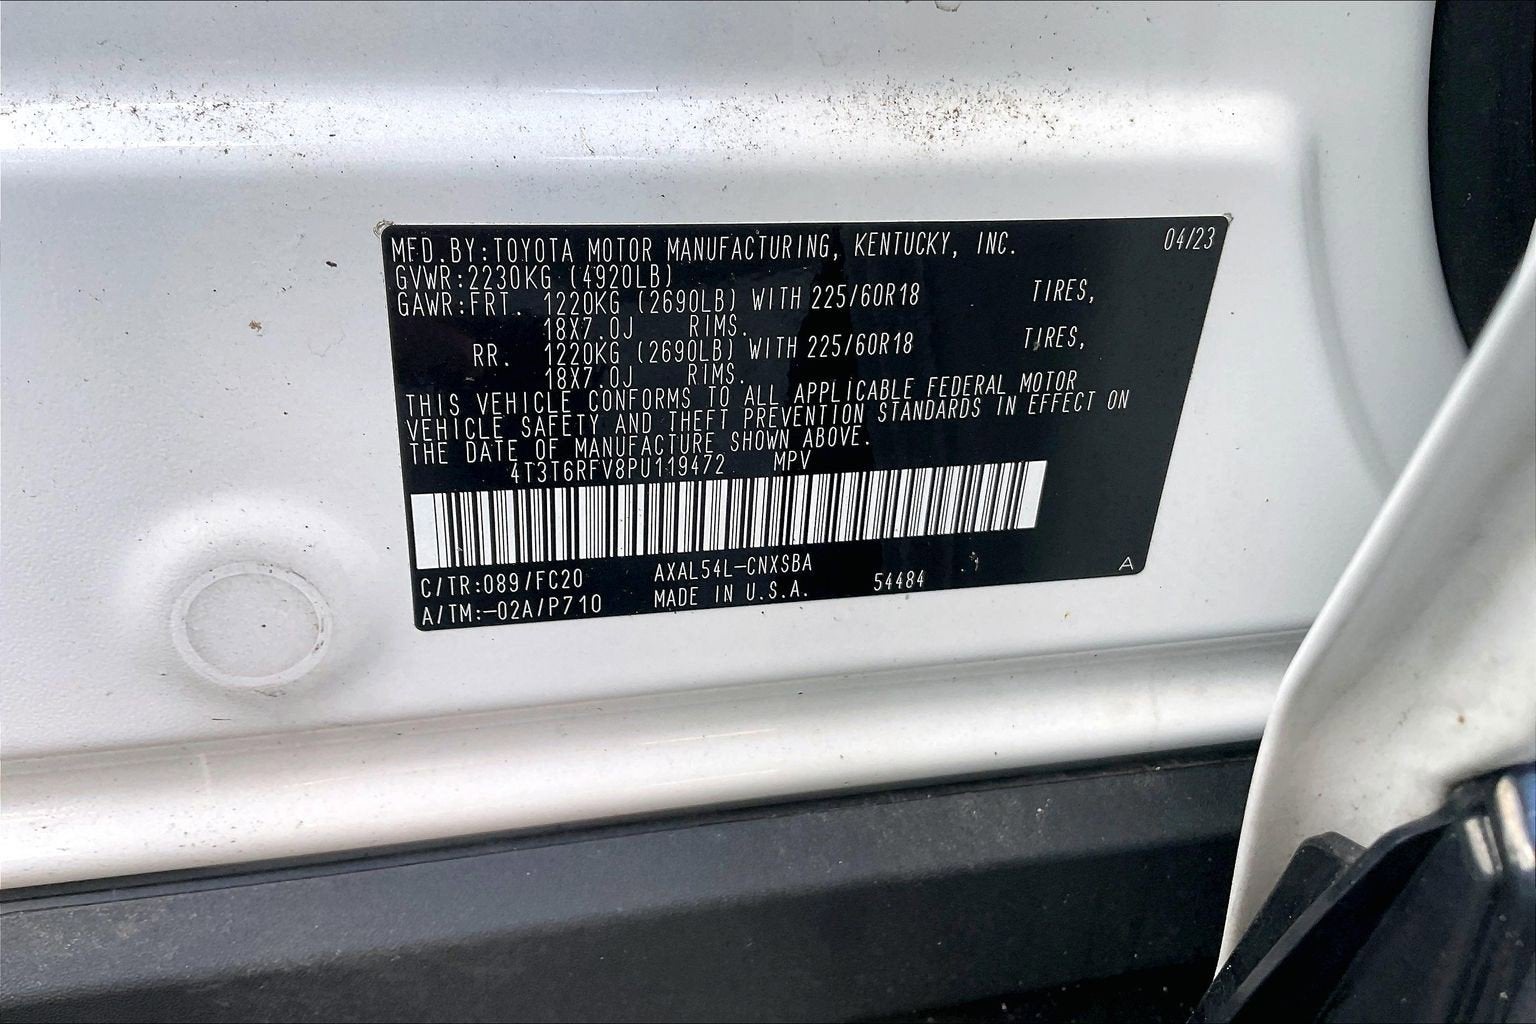 MFD.BY:TOYOTA MOTOR MANUFACTURING, KENTUCKY, INC. 04/23
GVWR:2230KG (4920LB)
GAWR:FRT. 1220KG (2690LB) WITH 225/60R18 TIRES,
18X7.0J RIMS.
RR. 1220KG (2690LB) WITH 225/60R18 TIRES,
18X7.0J RIMS.
THIS VEHICLE CONFORMS TO ALL APPLICABLE FEDERAL MOTOR
VEHICLE SAFETY AND THEFT PREVENTION STANDARDS IN EFFECT ON
THE DATE OF MANUFACTURE SHOWN ABOVE.
4T3T6RFV8PU119472 MPV
C/TR:089/FC20 AXAL54L-CNXSBA A
A/TM:-02A/P710 MADE IN U.S.A. 54484